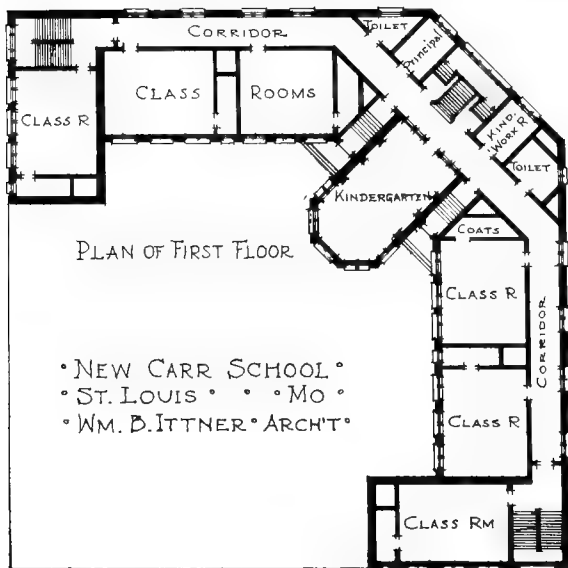 CORRIDOR
TOILET
Principal
CLASS R
CLASS
ROOMS
KIND.
WORK R
TOILET
KINDERGARTEN
COATS
PLAN OF FIRST FLOOR
CLASS R
CORRIDOR
• NEW CARR SCHOOL •
• ST. LOUIS • • MO •
• WM. B. ITTNER • ARCH'T •
CLASS R
CLASS RM